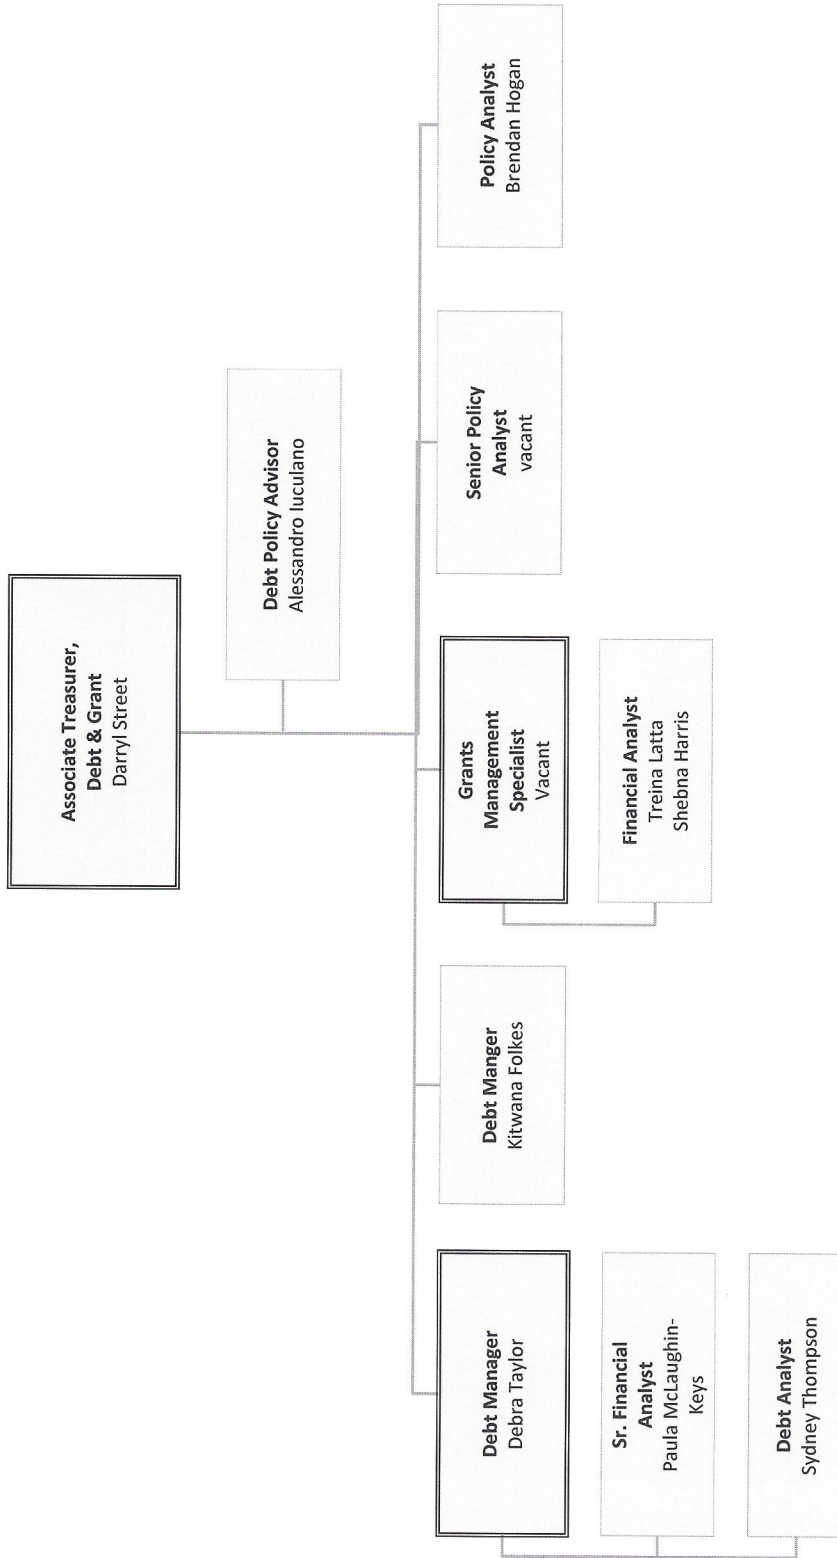 Associate Treasurer,
Debt & Grant
Darryl Street
Debt Policy Advisor
Alessandro Iuculano
Debt Manager
Debra Taylor
Sr. Financial
Analyst
Paula McLaughin-
Keys
Debt Analyst
Sydney Thompson
Debt Manger
Kitwana Folkes
Grants
Management
Specialist
Vacant
Financial Analyst
Treina Latta
Shebna Harris
Senior Policy
Analyst
vacant
Policy Analyst
Brendan Hogan